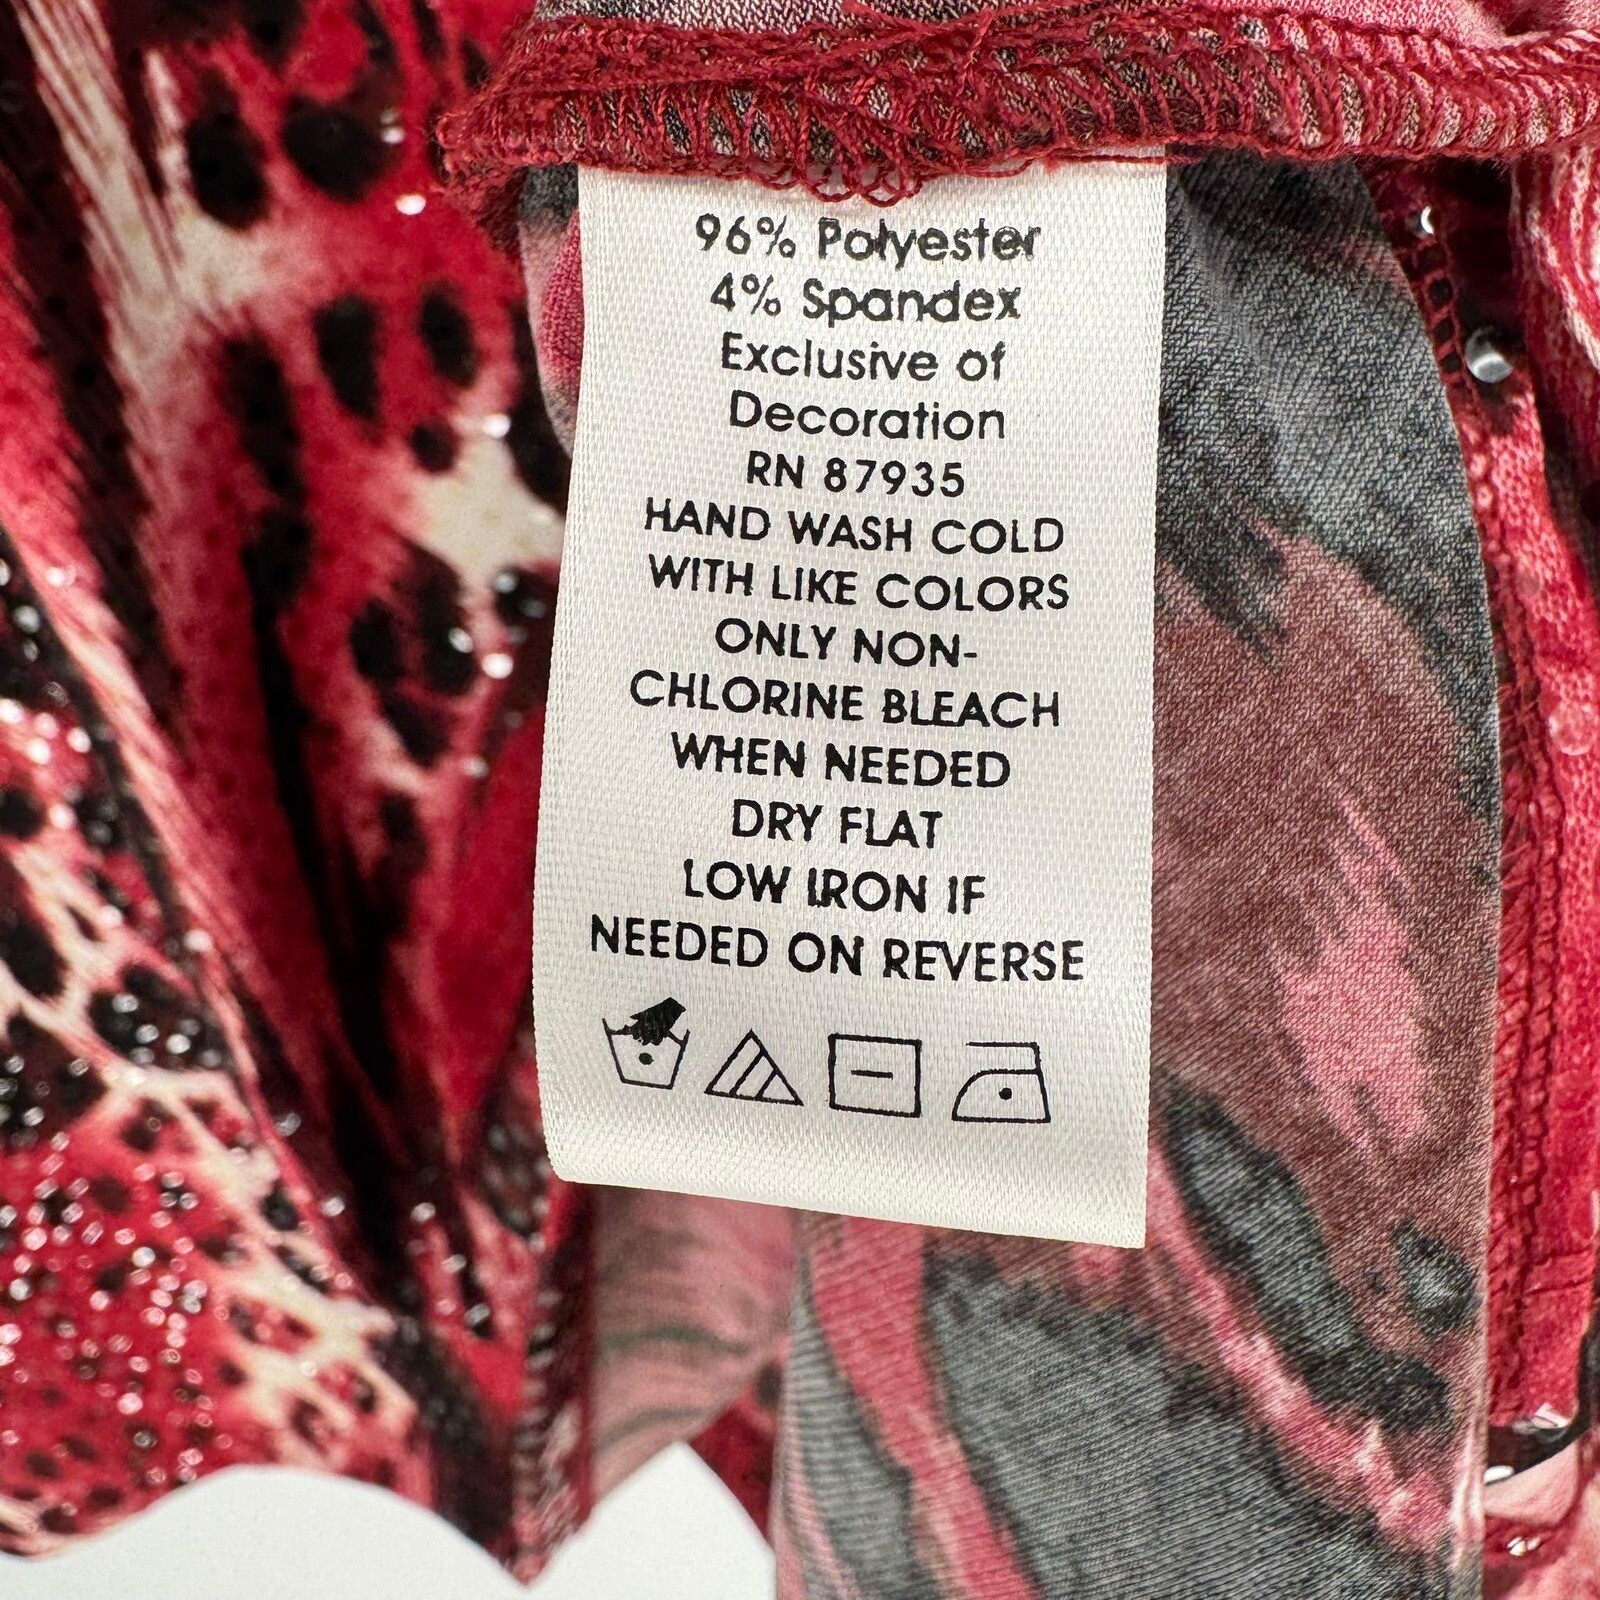 96% Polyester
4% Spandex
Exclusive of
Decoration
RN 87935
HAND WASH COLD
WITH LIKE COLORS
ONLY NON-
CHLORINE BLEACH
WHEN NEEDED
DRY FLAT
LOW IRON IF
NEEDED ON REVERSE